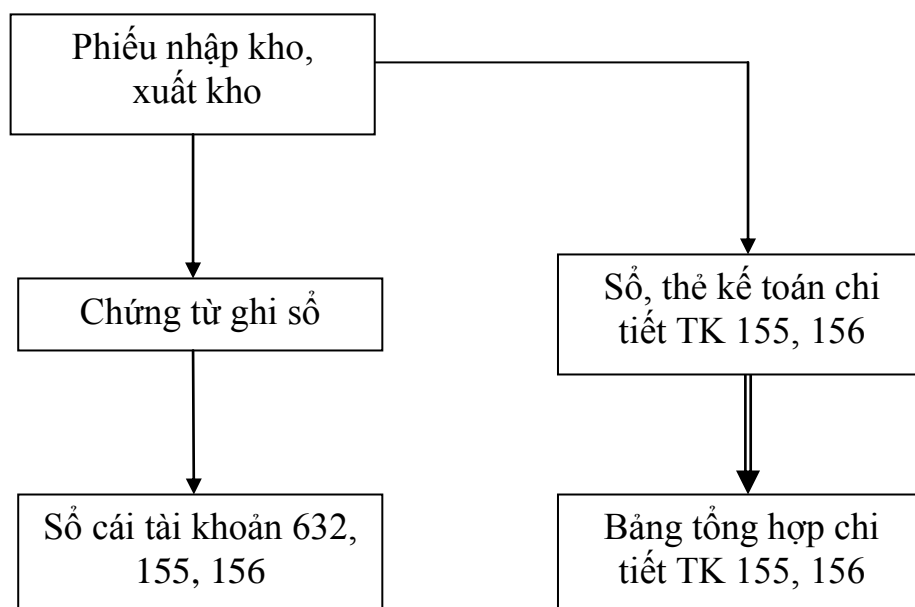 Phiếu nhập kho,
xuất kho
Chứng từ ghi sổ
Sổ, thẻ kế toán chi
tiết TK 155, 156
Sổ cái tài khoản 632,
155, 156
Bảng tổng hợp chi
tiết TK 155, 156